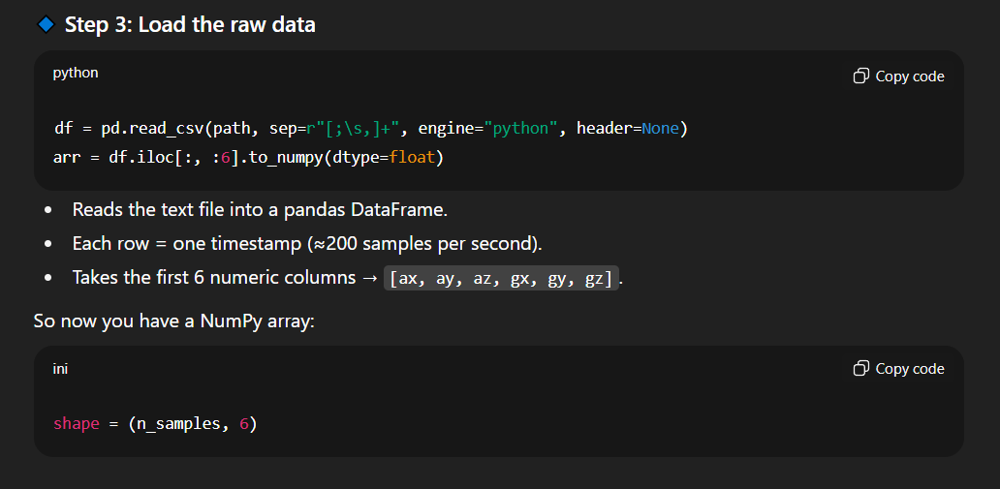 Step 3: Load the raw data
python
Copy code
df = pd.read_csv(path, sep=r"[;\s,]+", engine="python", header=None)
arr = df.iloc[:, :6].to_numpy(dtype=float)
• Reads the text file into a pandas DataFrame.
• Each row = one timestamp (≈200 samples per second).
• Takes the first 6 numeric columns → [ax, ay, az, gx, gy, gz].
So now you have a NumPy array:
ini
Copy code
shape = (n_samples, 6)